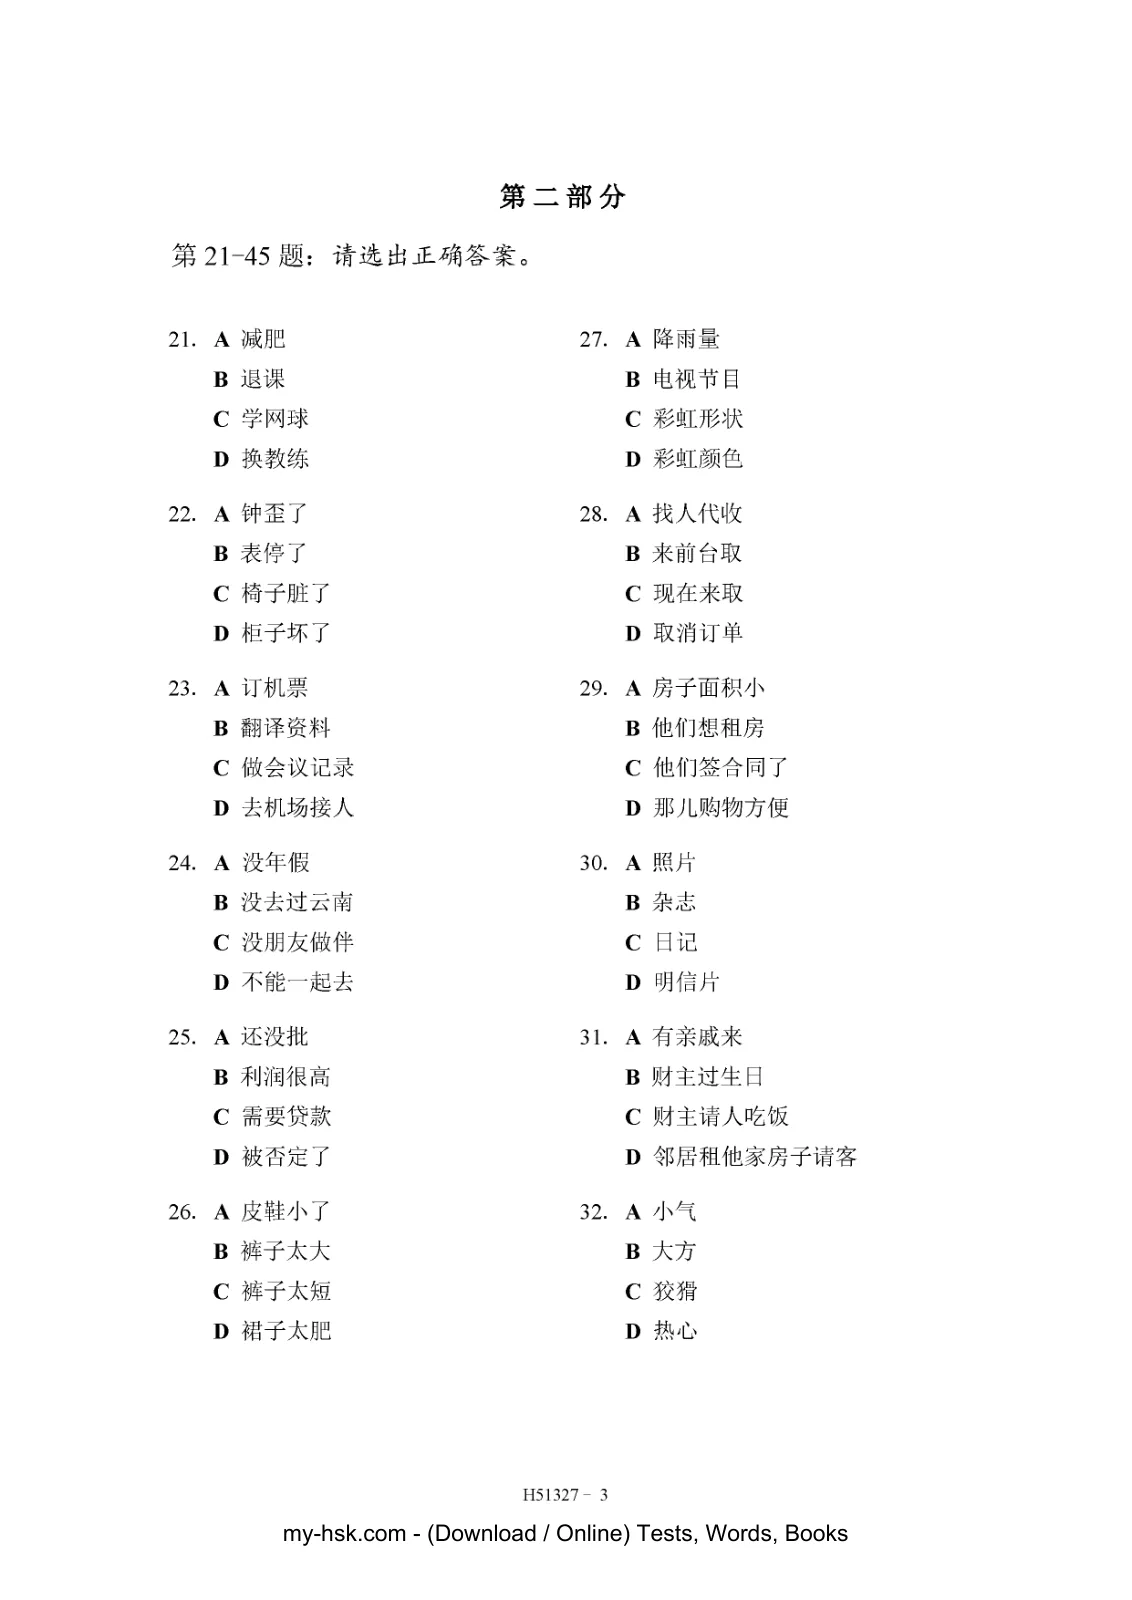 第二部分
第 21-45 题：请选出正确答案。
21. A 减肥
B 退课
C 学网球
D 换教练
22. A 钟歪了
B 表停了
C 椅子脏了
D 柜子坏了
23. A 订机票
B 翻译资料
C 做会议记录
D 去机场接人
24. A 没年假
B 没去过云南
C 没朋友做伴
D 不能一起去
25. A 还没批
B 利润很高
C 需要贷款
D 被否定了
26. A 皮鞋小了
B 裤子太大
C 裤子太短
D 裙子太肥
27. A 降雨量
B 电视节目
C 彩虹形状
D 彩虹颜色
28. A 找人代收
B 来前台取
C 现在来取
D 取消订单
29. A 房子面积小
B 他们想租房
C 他们签合同了
D 那儿购物方便
30. A 照片
B 杂志
C 日记
D 明信片
31. A 有亲戚来
B 财主过生日
C 财主请人吃饭
D 邻居租他家房子请客
32. A 小气
B 大方
C 狡猾
D 热心
H51327- 3
my-hsk.com - (Download / Online) Tests, Words, Books